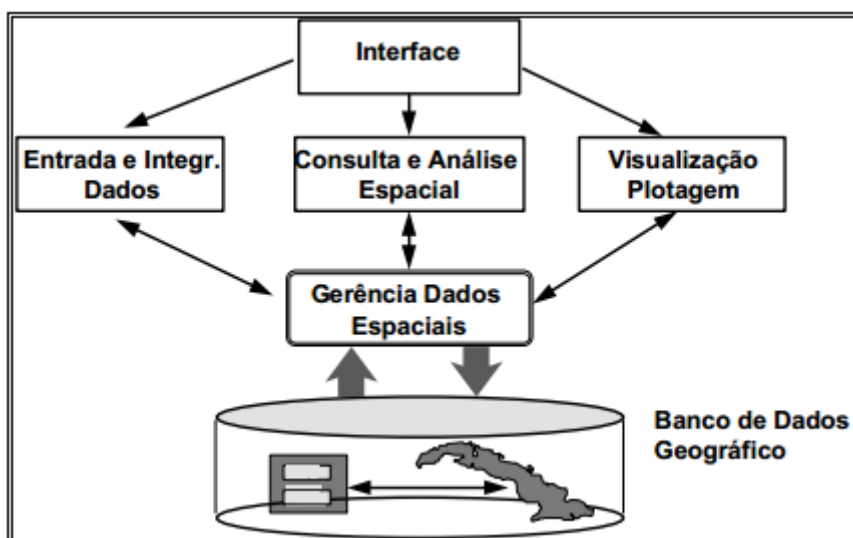 Interface
Entrada e Integr.
Dados
Consulta e Análise
Espacial
Visualização
Plotagem
Gerência Dados
Espaciais
Banco de Dados
Geográfico